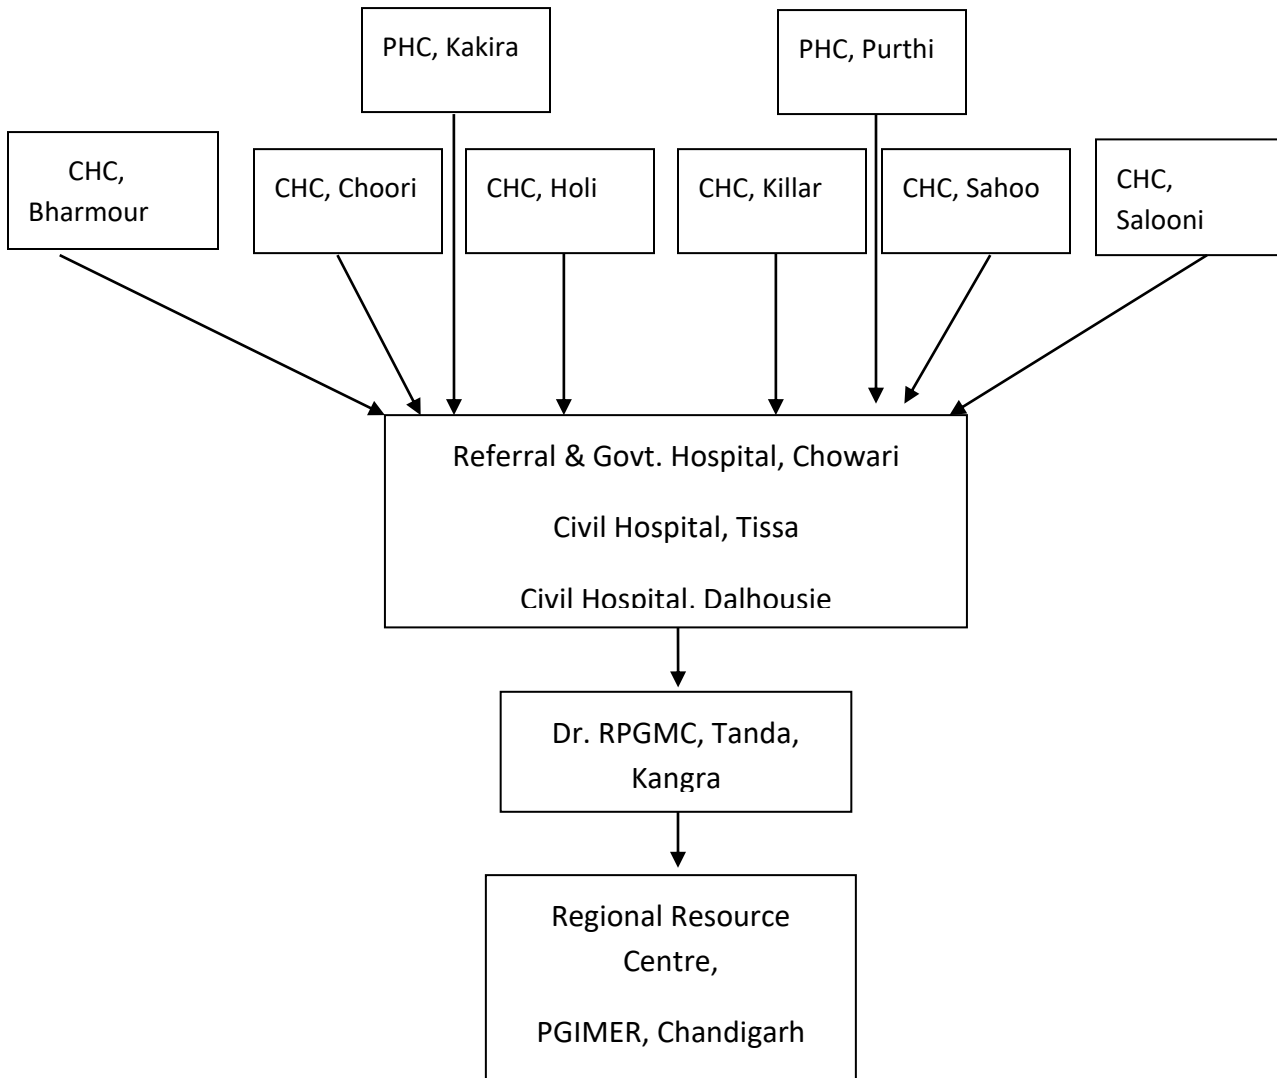 PHC, Kakira
PHC, Purthi
CHC,
Bharmour
CHC, Choori
CHC, Holi
CHC, Killar
CHC, Sahoo
CHC,
Salooni
Referral & Govt. Hospital, Chowari
Civil Hospital, Tissa
Civil Hospital, Dalhousie
Dr. RPGMC, Tanda,
Kangra
Regional Resource
Centre,
PGIMER, Chandigarh